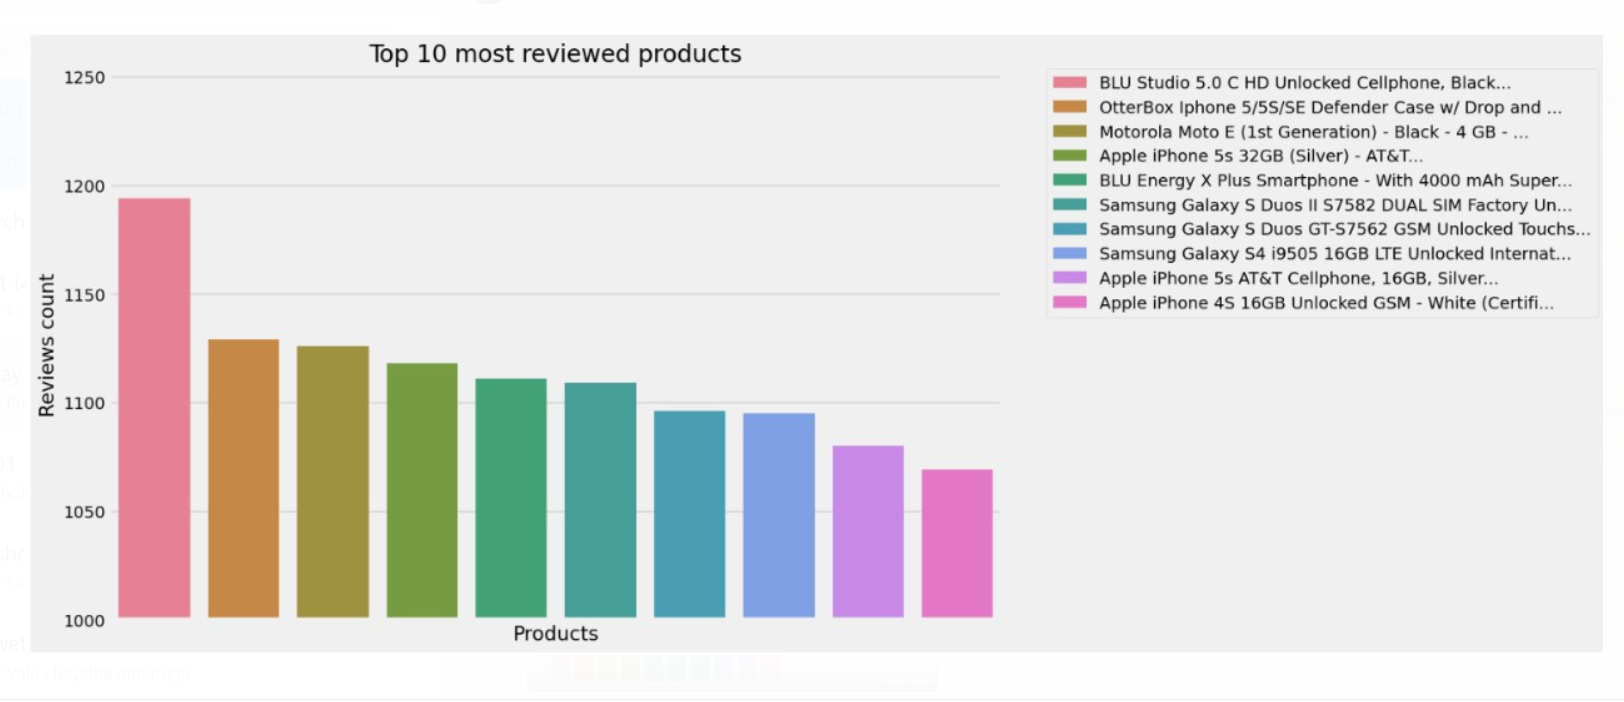 Top 10 most reviewed products
1250
1200
1150
1100
1050
1000
Reviews count
Products
BLU Studio 5.0 C HD Unlocked Cellphone, Black...
OtterBox Iphone 5/5S/SE Defender Case w/ Drop and ...
Motorola Moto E (1st Generation) - Black - 4 GB - ...
Apple iPhone 5s 32GB (Silver) - AT&T...
BLU Energy X Plus Smartphone - With 4000 mAh Super...
Samsung Galaxy S Duos II S7582 DUAL SIM Factory Un...
Samsung Galaxy S Duos GT-S7562 GSM Unlocked Touchs...
Samsung Galaxy S4 i9505 16GB LTE Unlocked Internat...
Apple iPhone 5s AT&T Cellphone, 16GB, Silver...
Apple iPhone 4S 16GB Unlocked GSM - White (Certifi...